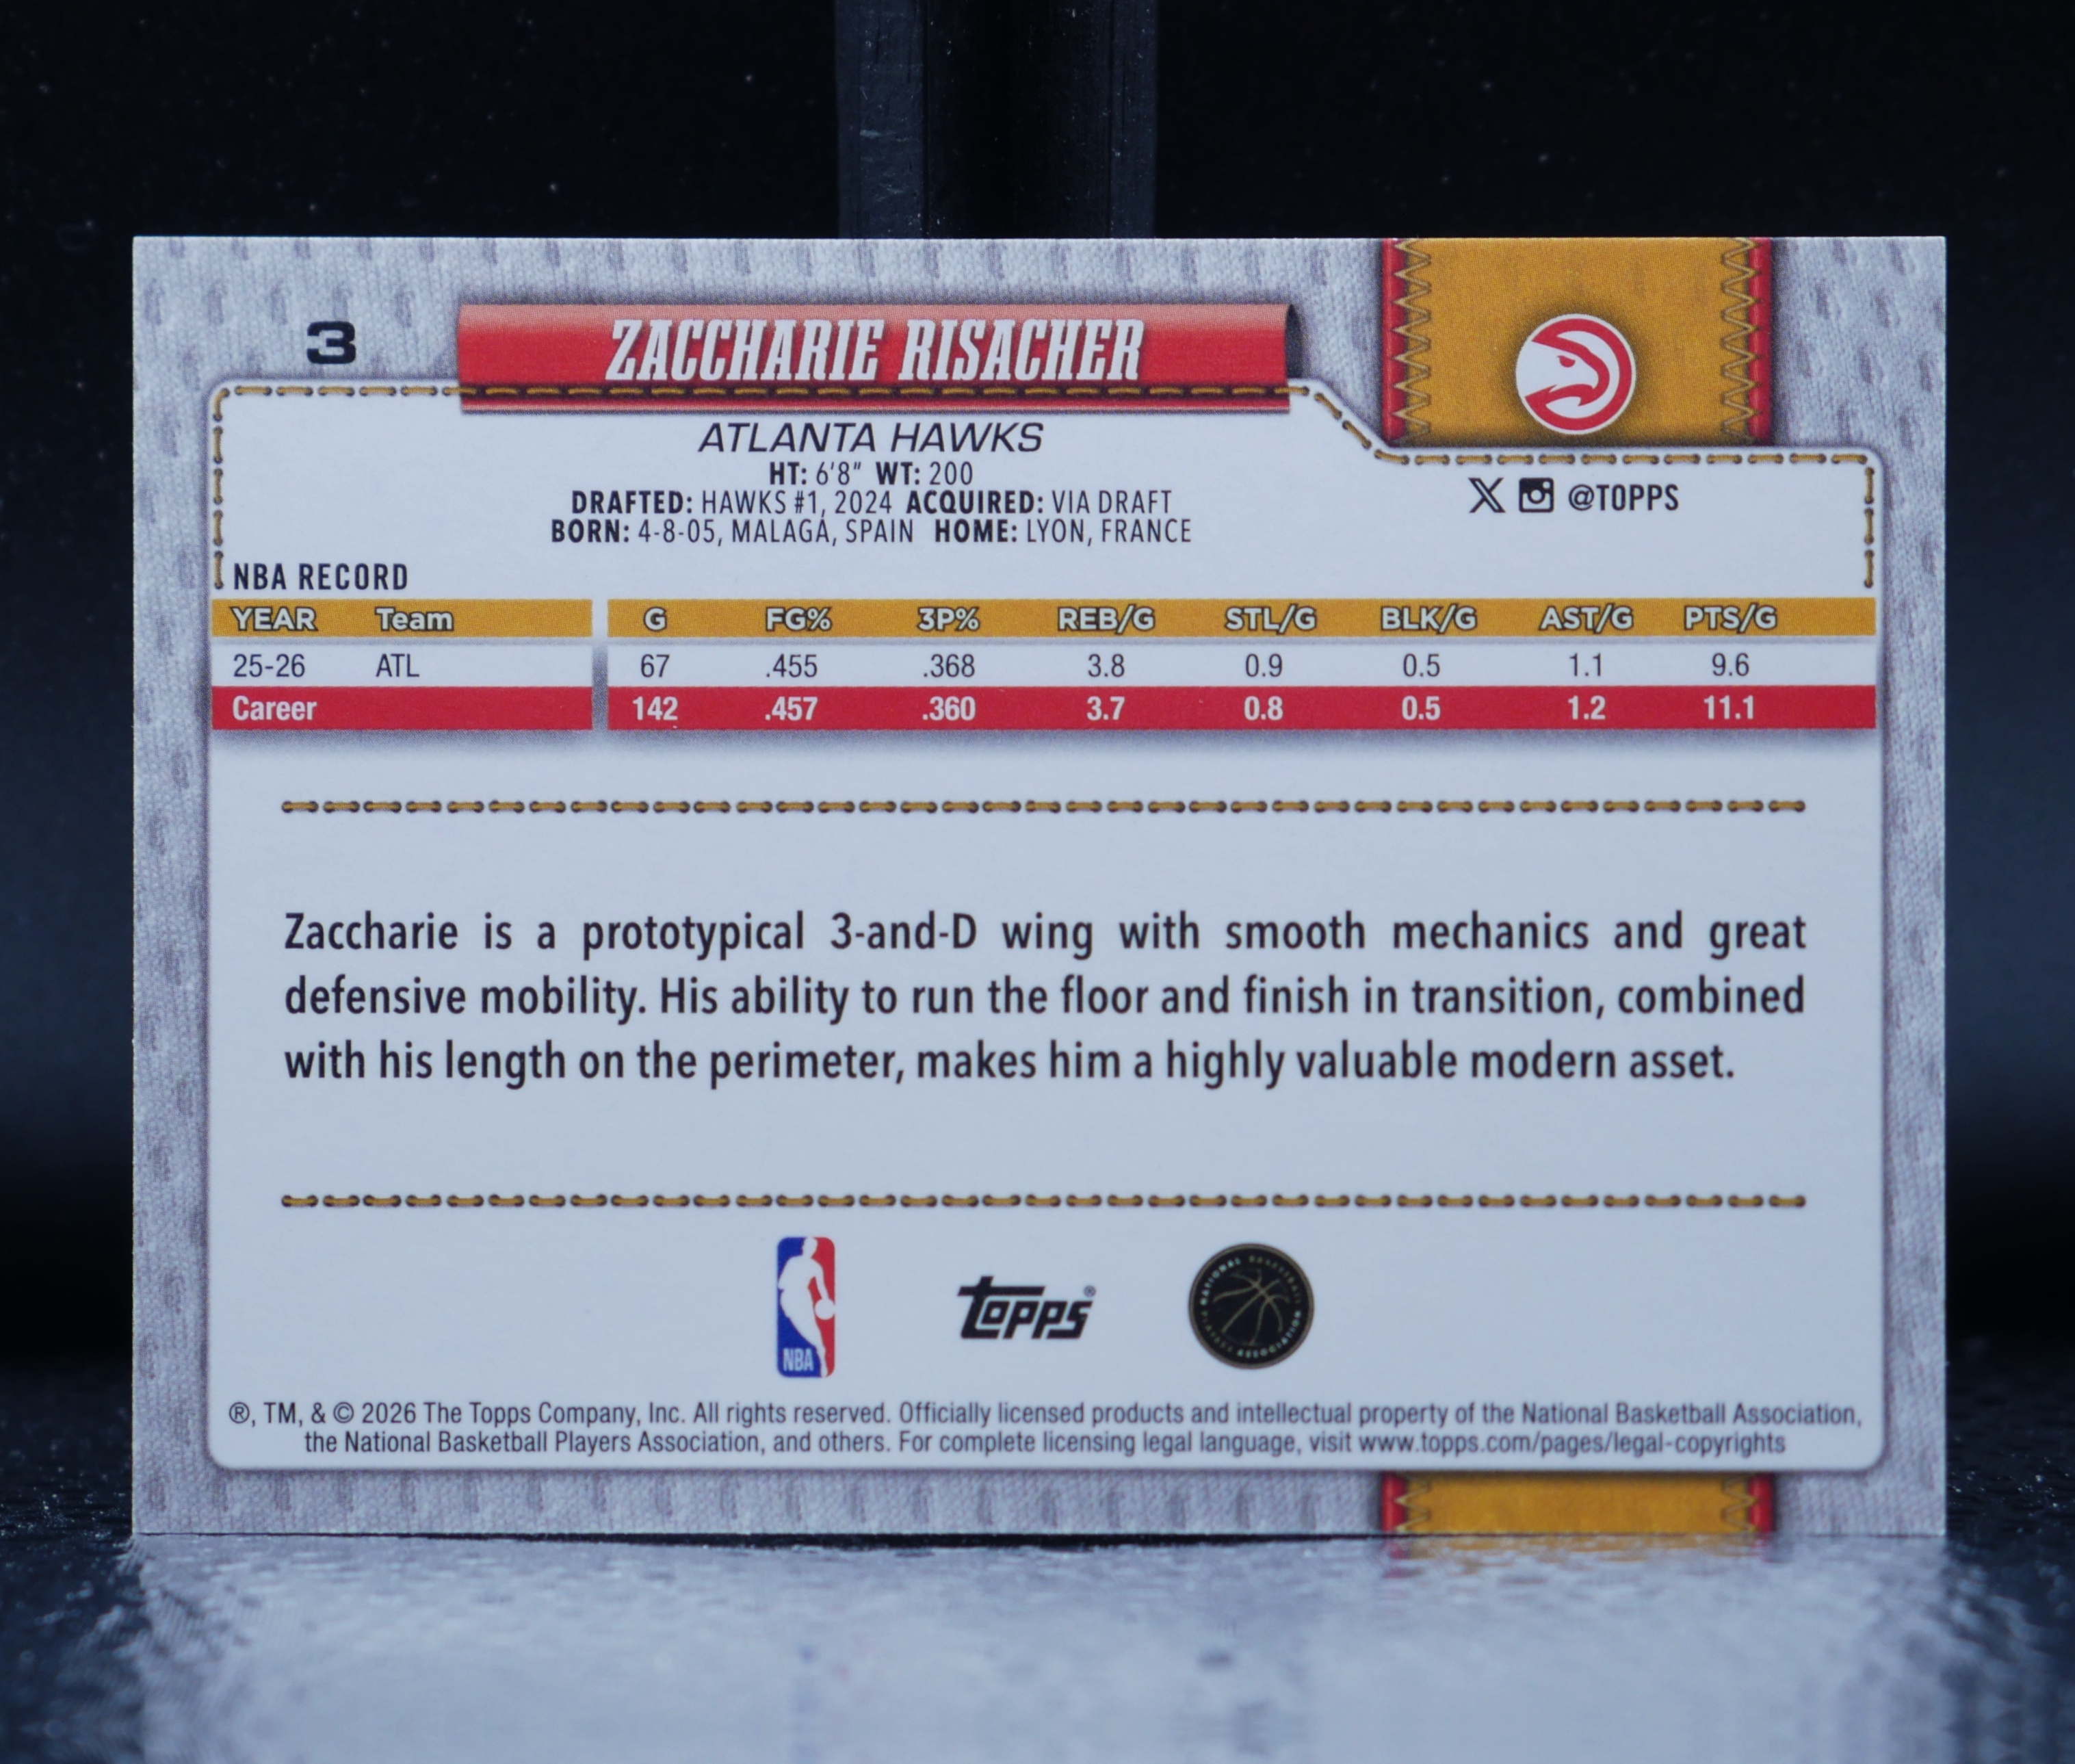 3
ZACCHARIE RISACHER
ATLANTA HAWKS
HT: 6'8" WT: 200
DRAFTED: HAWKS #1, 2024 ACQUIRED: VIA DRAFT
BORN: 4-8-05, MALAGA, SPAIN HOME: LYON, FRANCE
X @TOPPS
NBA RECORD
YEAR Team G FG% 3P% REB/G STL/G BLK/G AST/G PTS/G
25-26 ATL 67 .455 .368 3.8 0.9 0.5 1.1 9.6
Career 142 .457 .360 3.7 0.8 0.5 1.2 11.1
Zaccharie is a prototypical 3-and-D wing with smooth mechanics and great
defensive mobility. His ability to run the floor and finish in transition, combined
with his length on the perimeter, makes him a highly valuable modern asset.
NBA
topps®
NATIONAL BASKETBALL PLAYERS ASSOCIATION
®, TM, & © 2026 The Topps Company, Inc. All rights reserved. Officially licensed products and intellectual property of the National Basketball Association,
the National Basketball Players Association, and others. For complete licensing legal language, visit www.topps.com/pages/legal-copyrights